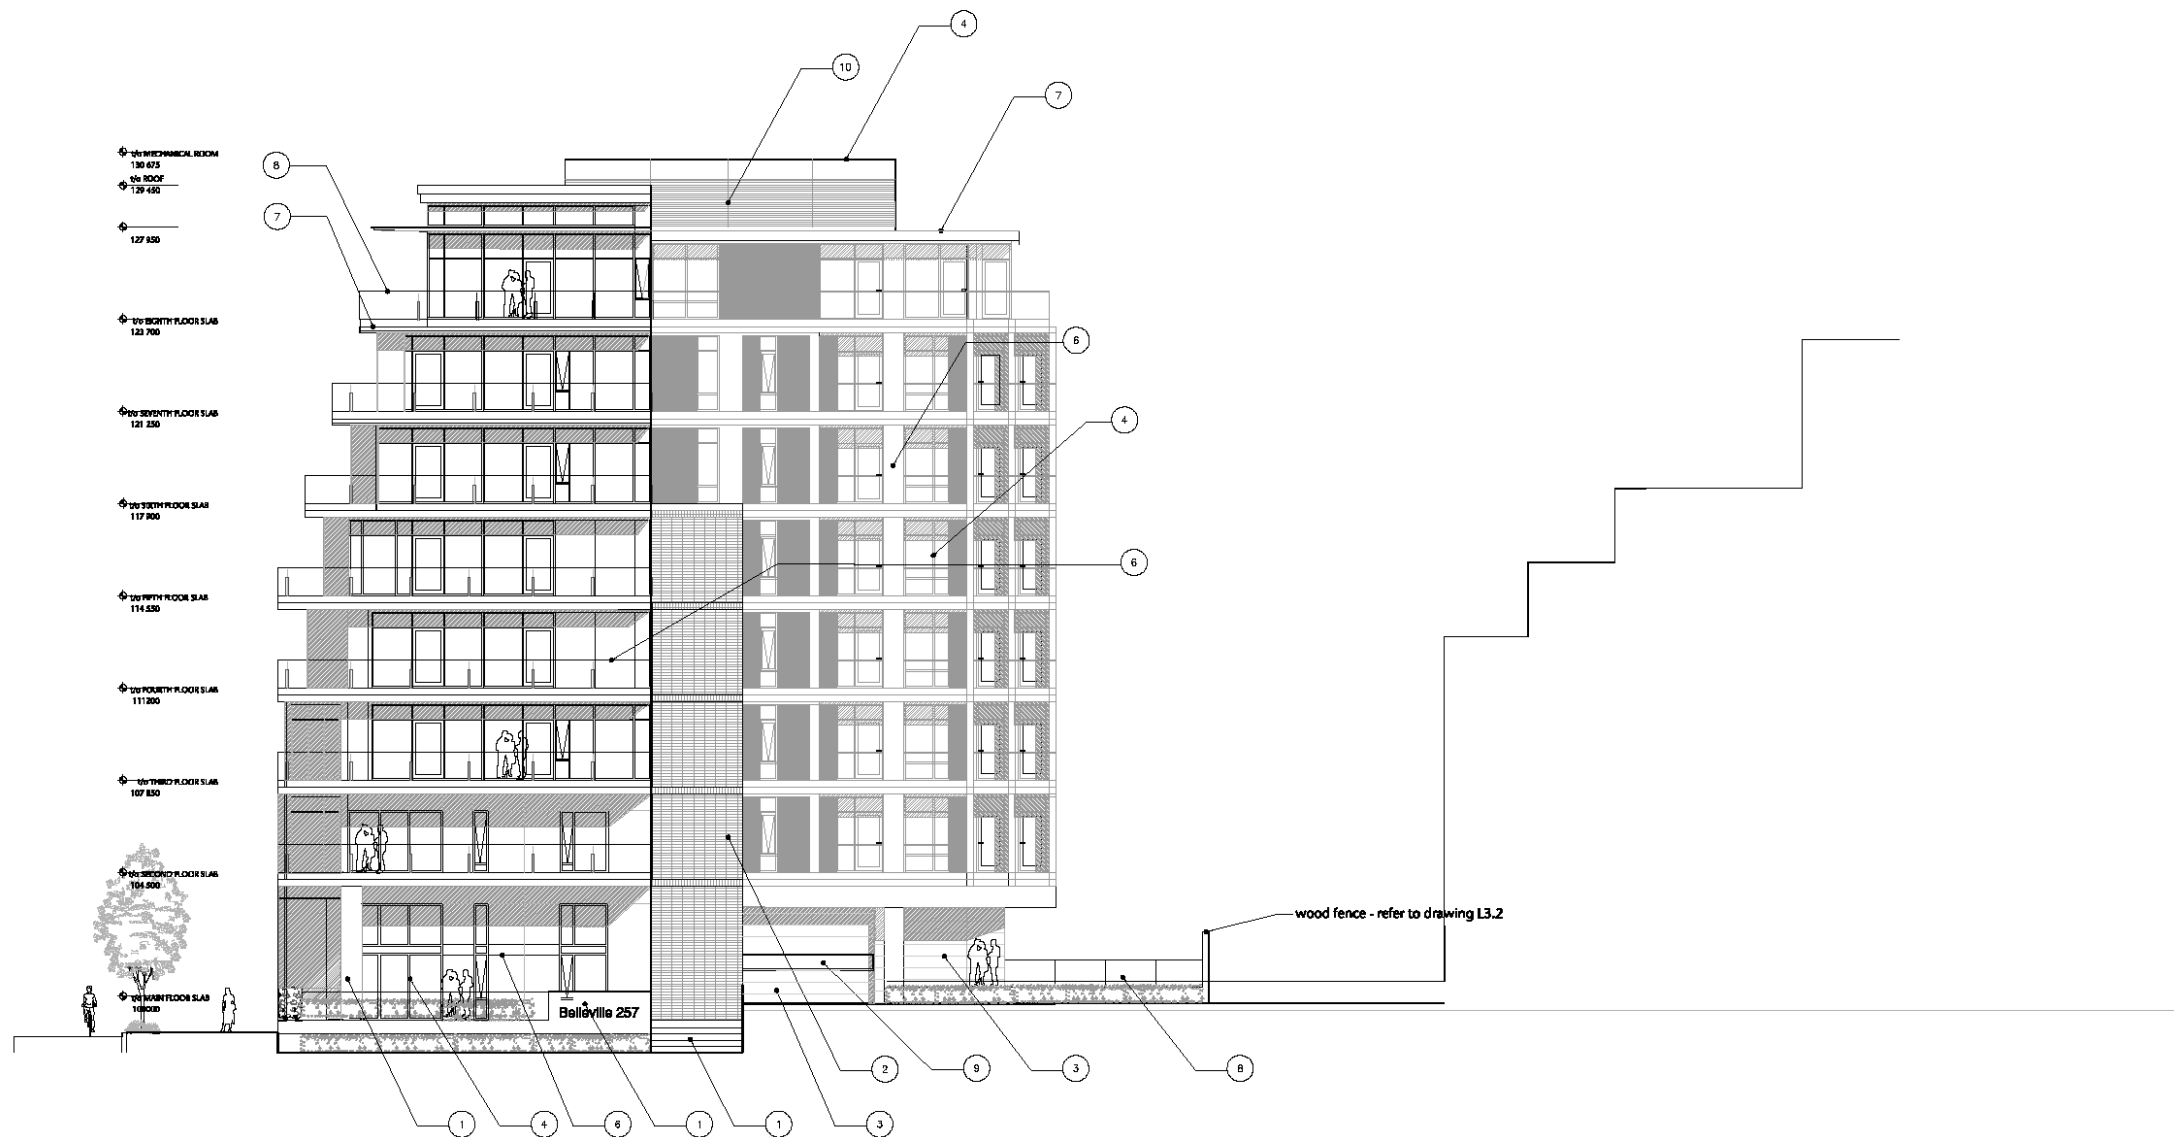 4
10
7
t/o MECHANICAL ROOM
130 675
8
t/o ROOF
129 450
7
127 950
t/o EIGHTH FLOOR SLAB
123 700
6
t/o SEVENTH FLOOR SLAB
121 250
4
t/o SIXTH FLOOR SLAB
117 900
6
t/o FIFTH FLOOR SLAB
114 550
t/o FOURTH FLOOR SLAB
111 200
t/o THIRD FLOOR SLAB
107 850
t/o SECOND FLOOR SLAB
104 500
wood fence - refer to drawing L3.2
t/o MAIN FLOOR SLAB
Belleville 257
2
9
3
8
1
4
6
1
1
3